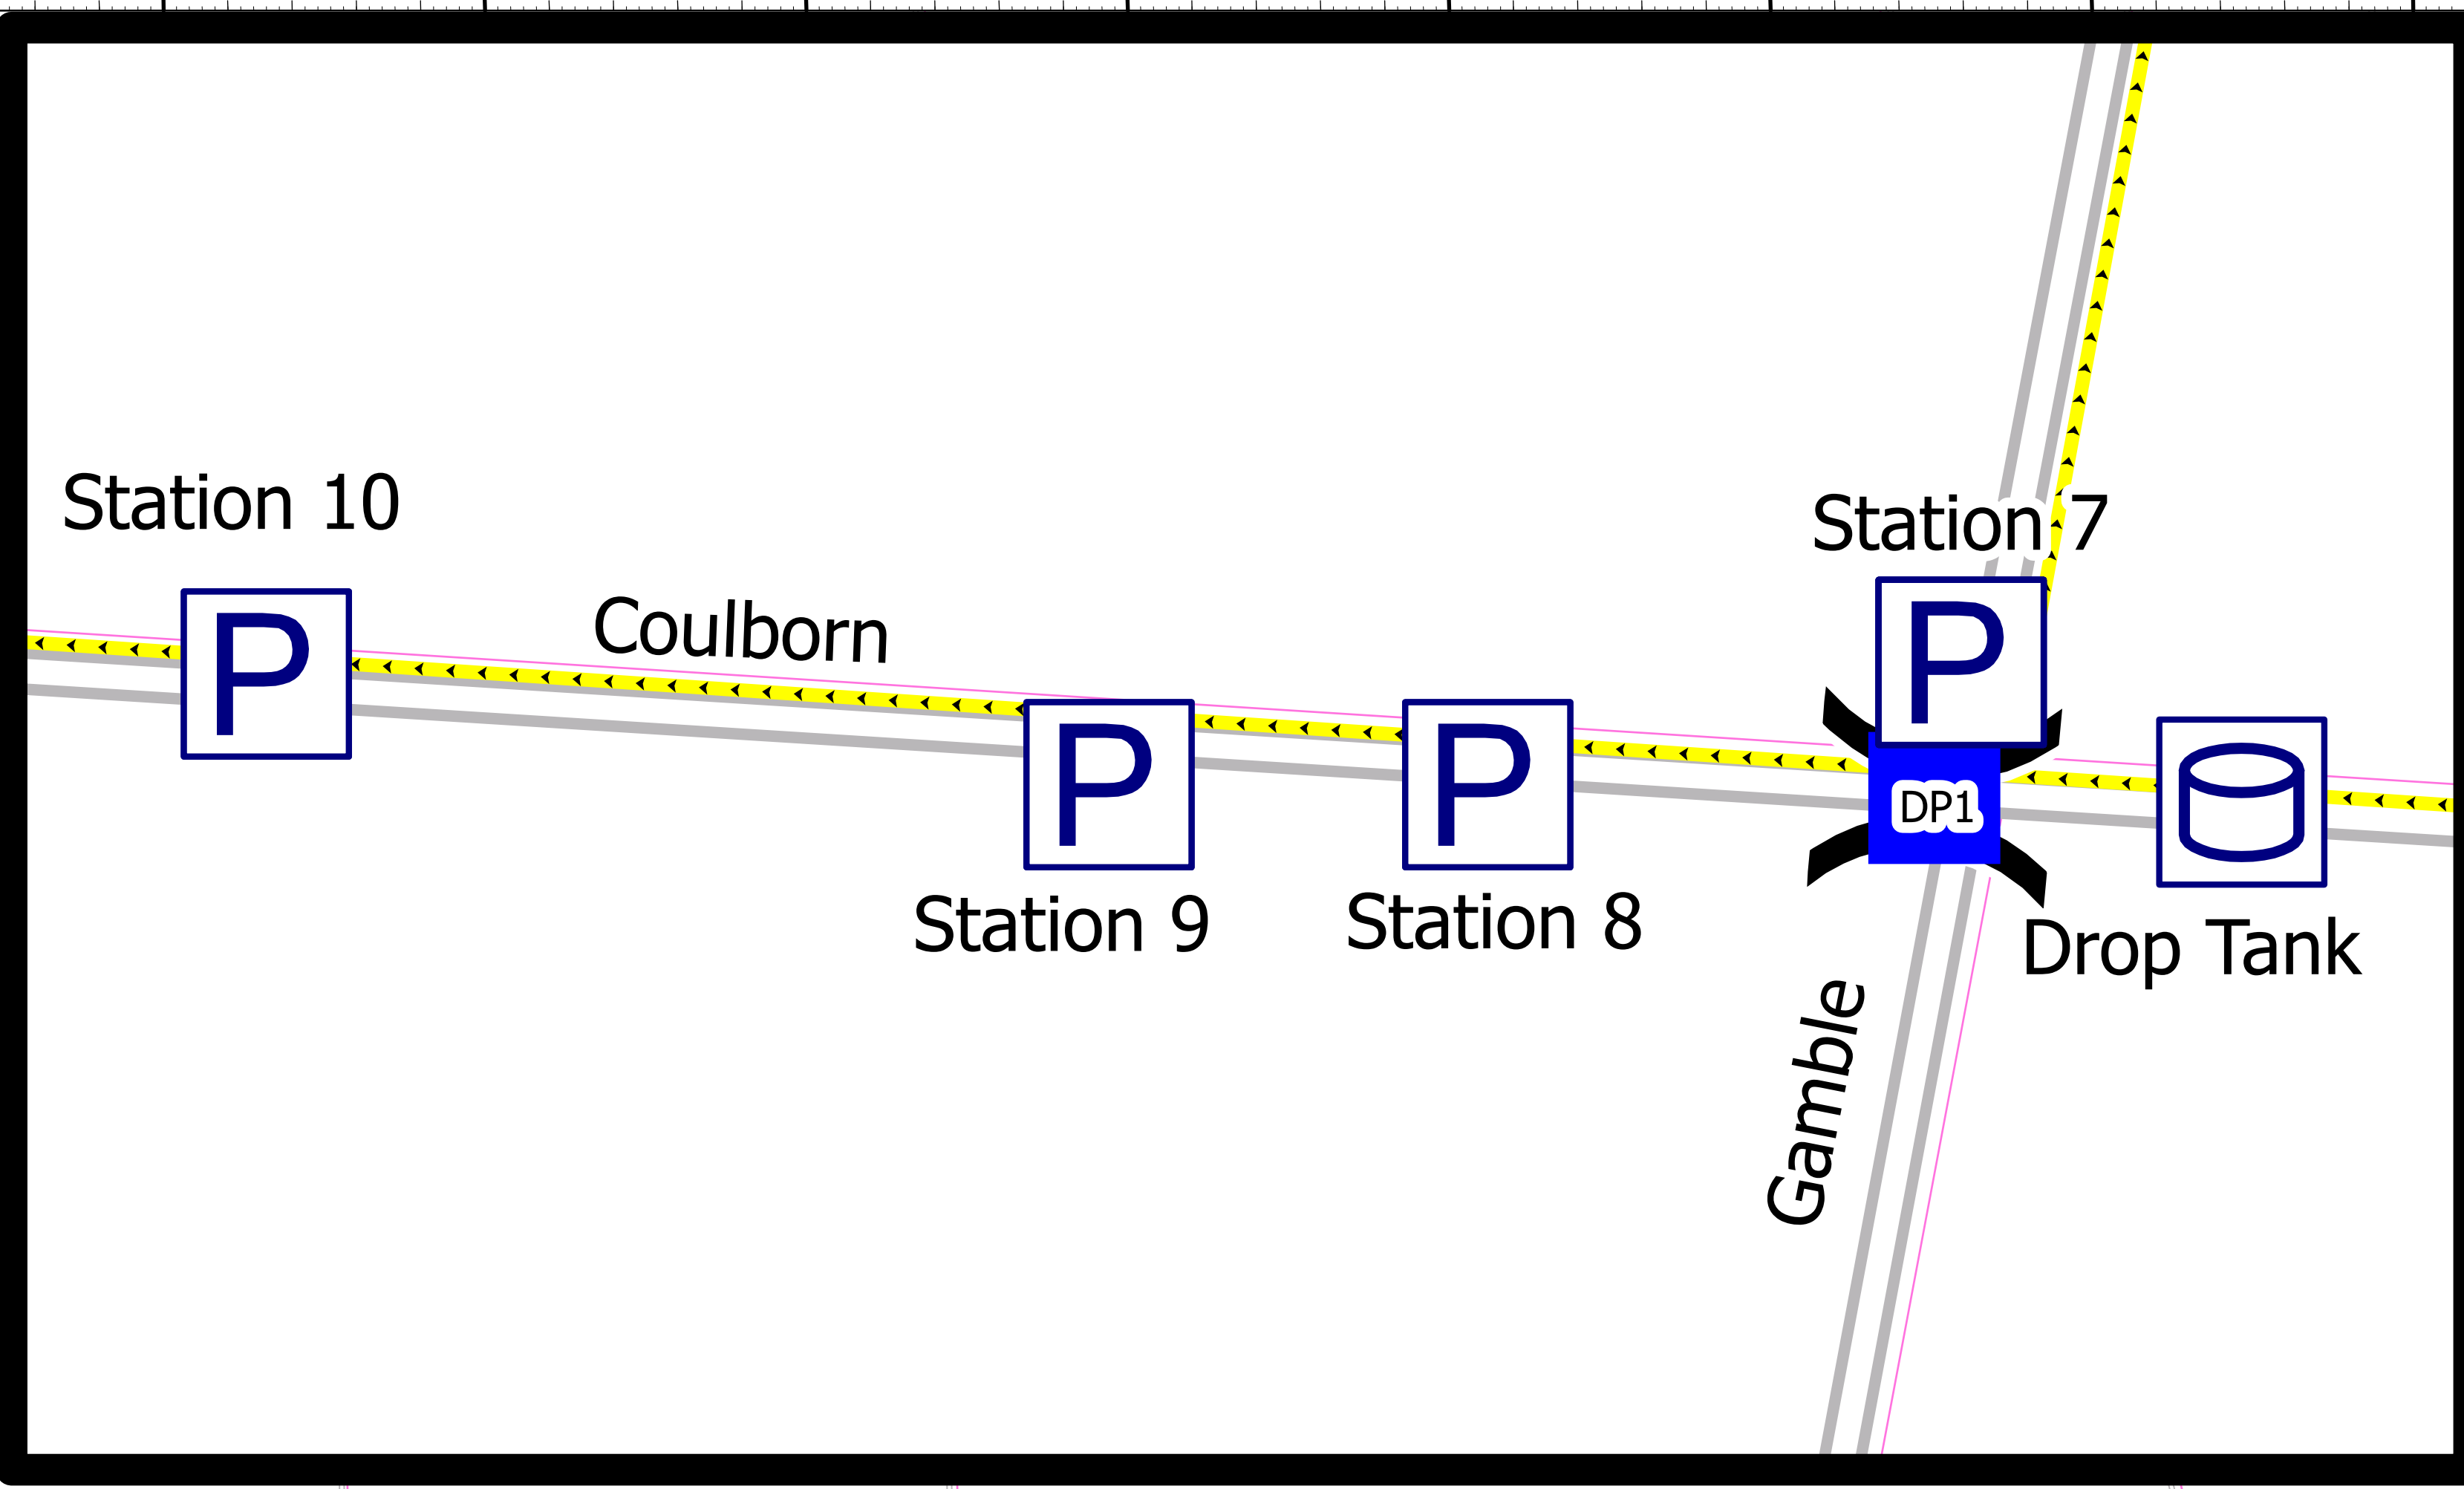 Station 10
Station 7
Coulborn
P
P
P
P
DP1
Station 9
Station 8
Drop Tank
Gamble